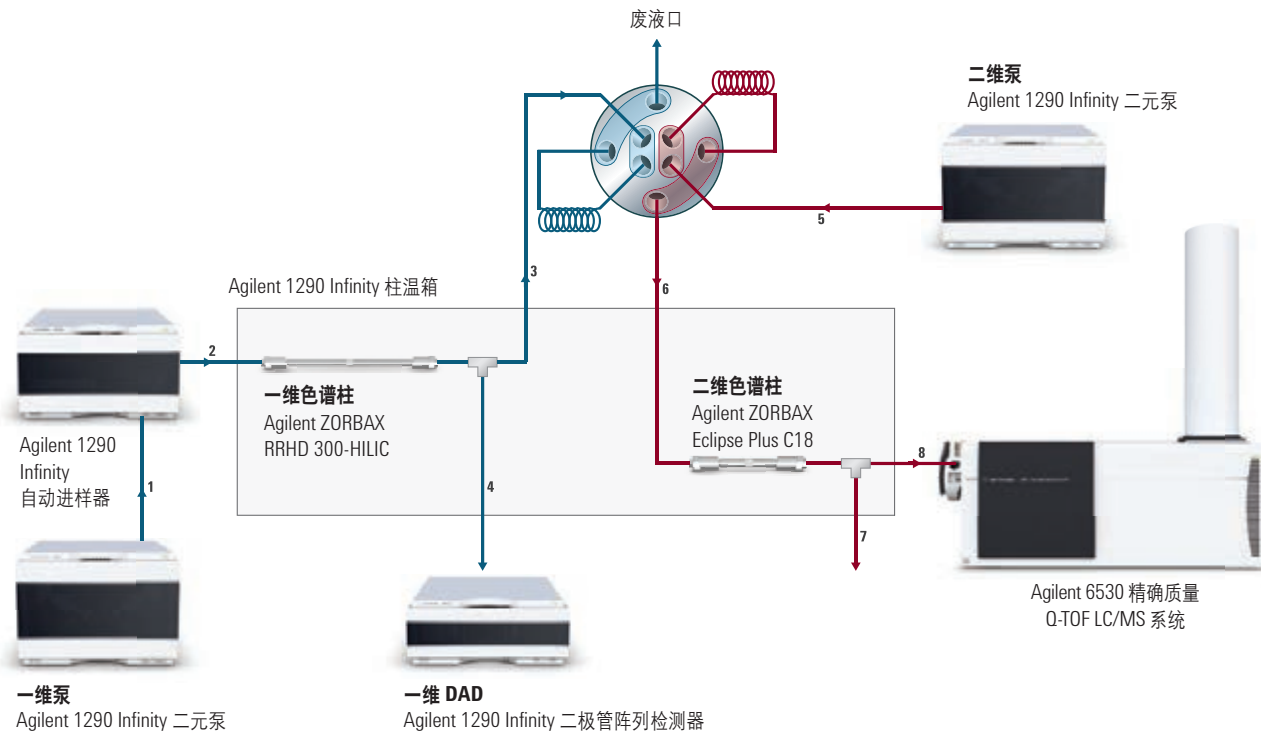 废液口
二维泵
Agilent 1290 Infinity 二元泵
5
3
6
Agilent 1290 Infinity 柱温箱
2
一维色谱柱
Agilent ZORBAX
RRHD 300-HILIC
二维色谱柱
Agilent ZORBAX
Eclipse Plus C18
8
Agilent 1290
Infinity
自动进样器
1
4
7
Agilent 6530 精确质量
Q-TOF LC/MS 系统
一维泵
Agilent 1290 Infinity 二元泵
一维 DAD
Agilent 1290 Infinity 二极管阵列检测器